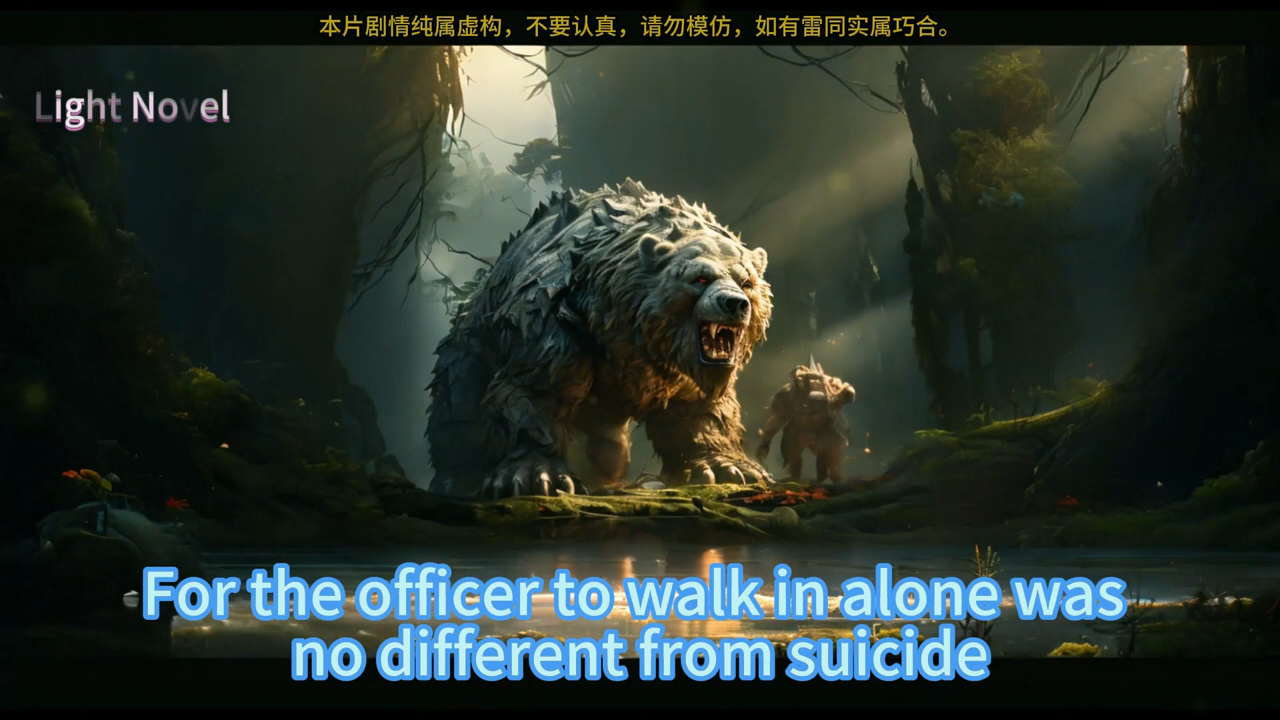 本片剧情纯属虚构，不要认真，请勿模仿，如有雷同实属巧合。
Light Novel
For the officer to walk in alone was
no different from suicide